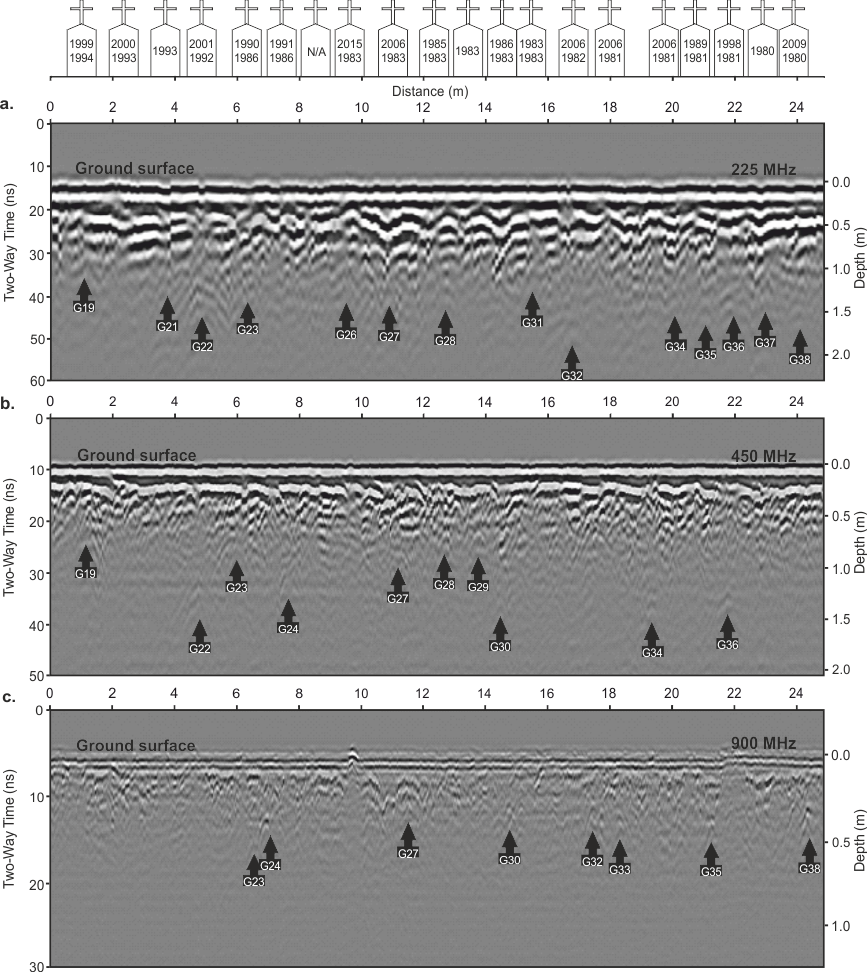 1999 2000 1993 2001 1990 1991 N/A 2015 2006 1985 1983 1986 1983 2006 2006 2006 1989 1998 1980 2009
1994 1993 1992 1986 1986 1983 1983 1983 1983 1983 1982 1981 1981 1981 1981 1980
Distance (m)
a.
0 2 4 6 8 10 12 14 16 18 20 22 24
Two-Way Time (ns)
0
10
20
30
40
50
60
Ground surface
225 MHz
0.0
0.5
1.0
1.5
2.0
Depth (m)
G19
G21
G22
G23
G26
G27
G28
G31
G32
G34
G35
G36
G37
G38
b.
0 2 4 6 8 10 12 14 16 18 20 22 24
Two-Way Time (ns)
0
10
20
30
40
50
Ground surface
450 MHz
0.0
0.5
1.0
1.5
2.0
Depth (m)
G19
G22
G23
G24
G27
G28
G29
G30
G34
G36
c.
0 2 4 6 8 10 12 14 16 18 20 22 24
Two-Way Time (ns)
0
10
20
30
Ground surface
900 MHz
0.0
0.5
1.0
Depth (m)
G23
G24
G27
G30
G32
G33
G35
G38